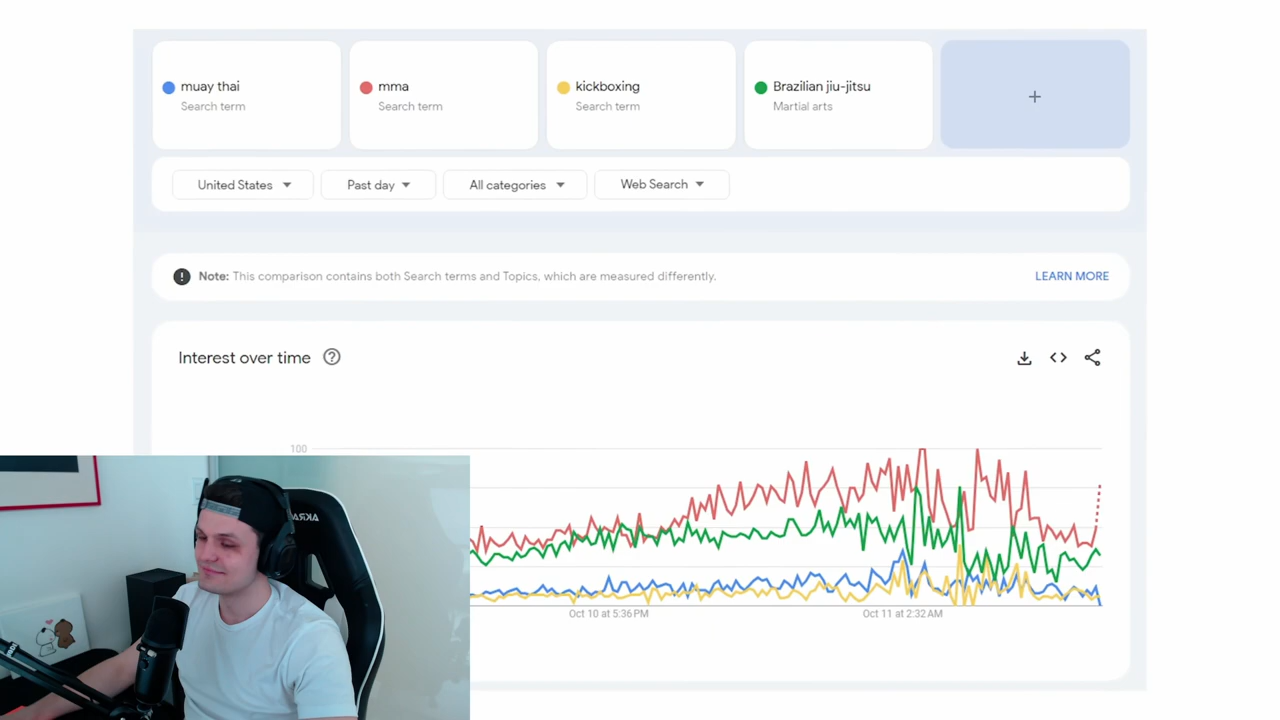 muay thai
Search term
mma
Search term
kickboxing
Search term
Brazilian jiu-jitsu
Martial arts
+
United States
Past day
All categories
Web Search
Note: This comparison contains both Search terms and Topics, which are measured differently.
LEARN MORE
Interest over time
100
Oct 10 at 5:36 PM
Oct 11 at 2:32 AM